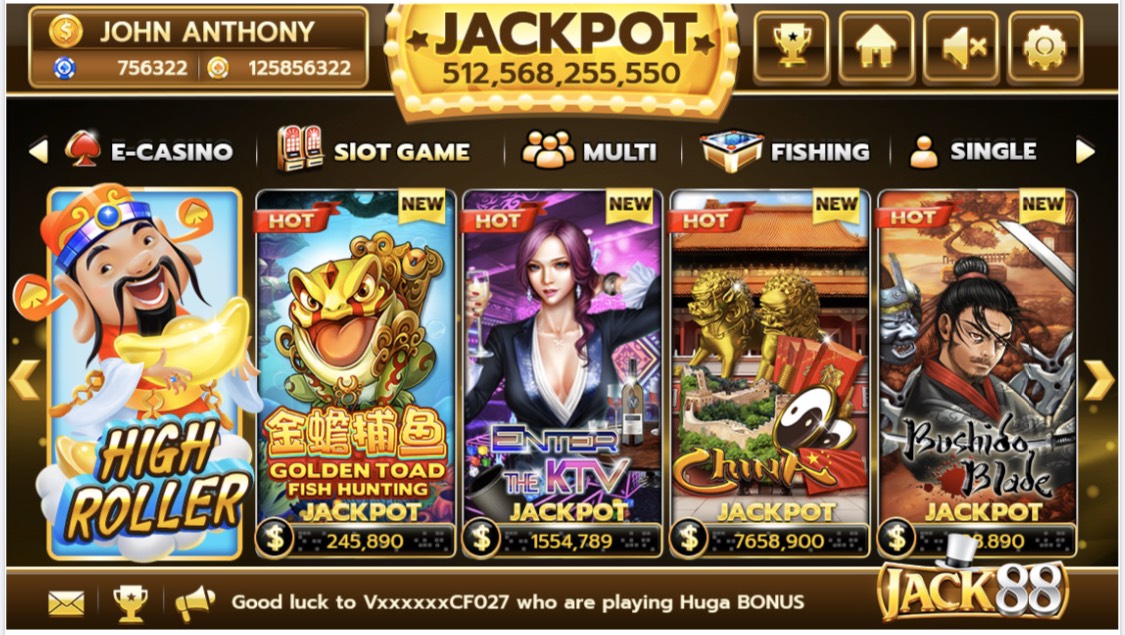 JOHN ANTHONY
756322
125856322
JACKPOT
512,568,255,550
E-CASINO
SlOT GAME
MULTI
FISHING
SINGLE
HIGH
ROLLER
HOT
NEW
金蟾捕鱼
GOLDEN TOAD
FISH HUNTING
JACKPOT
245,890
HOT
NEW
ENTER
THE KTV
JACKPOT
1554,789
HOT
NEW
CHINA
JACKPOT
7658,900
HOT
NEW
Bushido
Blade
JACKPOT
Good luck to VxxxxxxCF027 who are playing Huga BONUS
JACK88